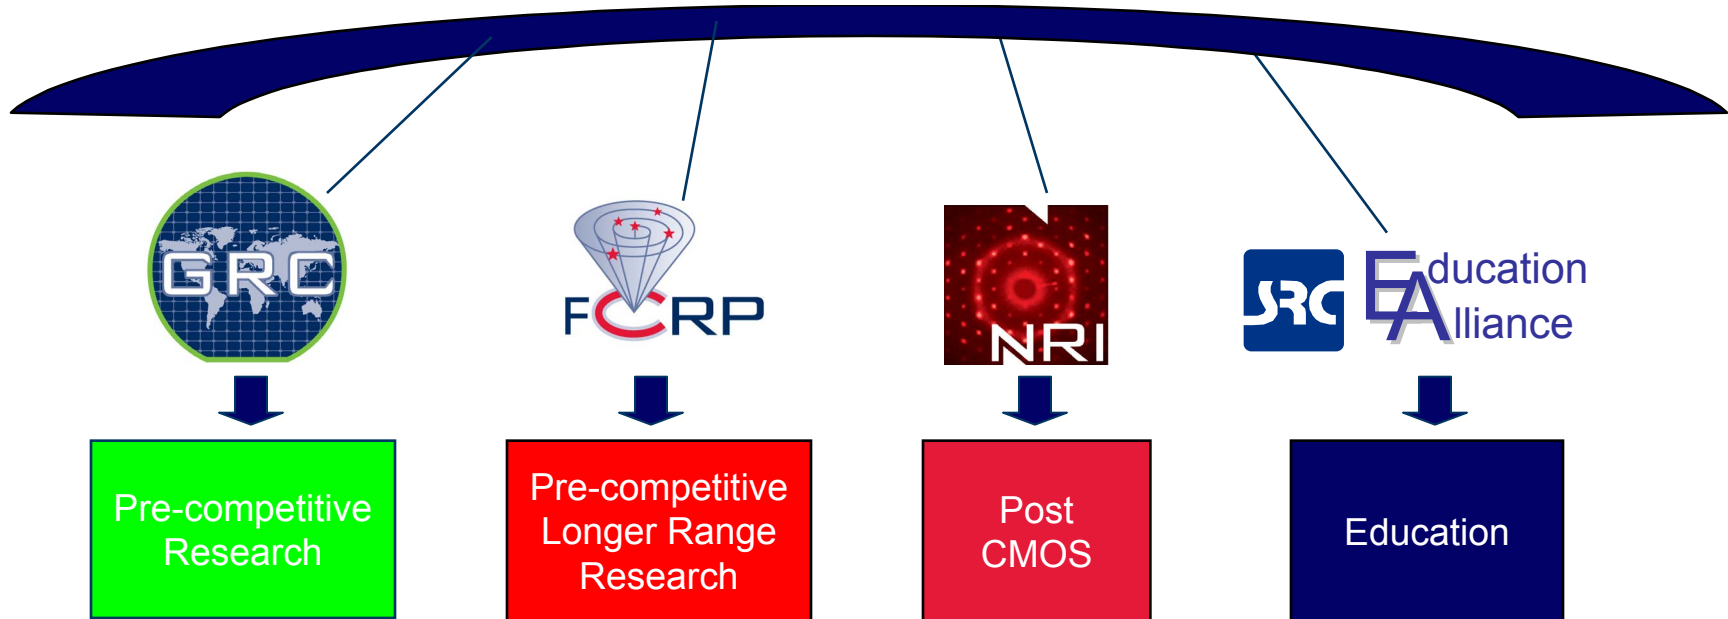 GRC
FCRP
NRI
SRC
Education
Alliance
Pre-competitive
Research
Pre-competitive
Longer Range
Research
Post
CMOS
Education